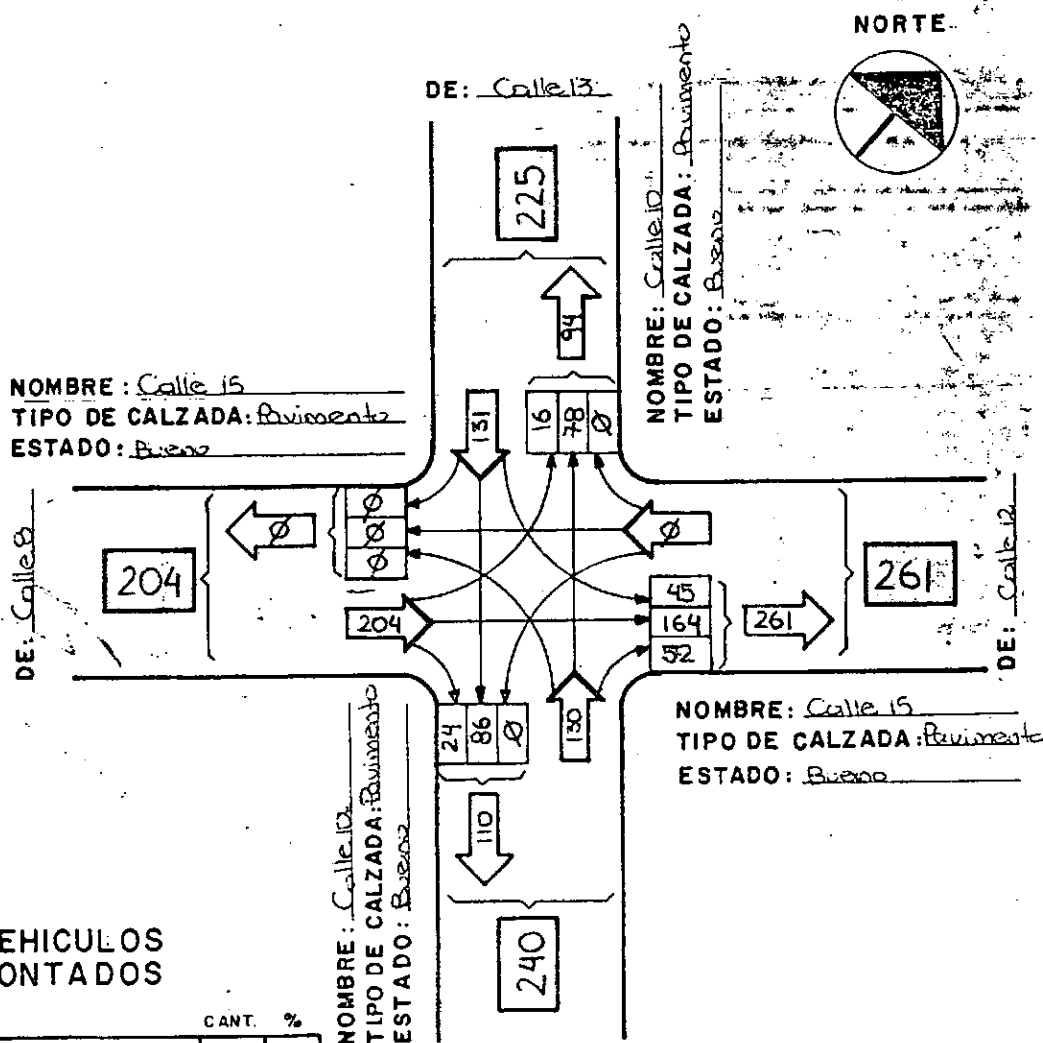 NORTE
DE: Calle 13
225
94
NOMBRE: Calle 10
TIPO DE CALZADA: Pavimento
ESTADO: Bueno
NOMBRE: Calle 15
TIPO DE CALZADA: Pavimento
ESTADO: Bueno
131
16 78 Ø
DE: Calle 8
204
Ø
Ø
Ø
Ø
Ø
204
45
164
52
261
261
DE: Calle 12
24 86 Ø
130
110
240
NOMBRE: Calle 15
TIPO DE CALZADA: Pavimento
ESTADO: Bueno
NOMBRE: Calle 10
TIPO DE CALZADA: Pavimento
ESTADO: Bueno
EHICULOS
ONTADOS
CANT. %